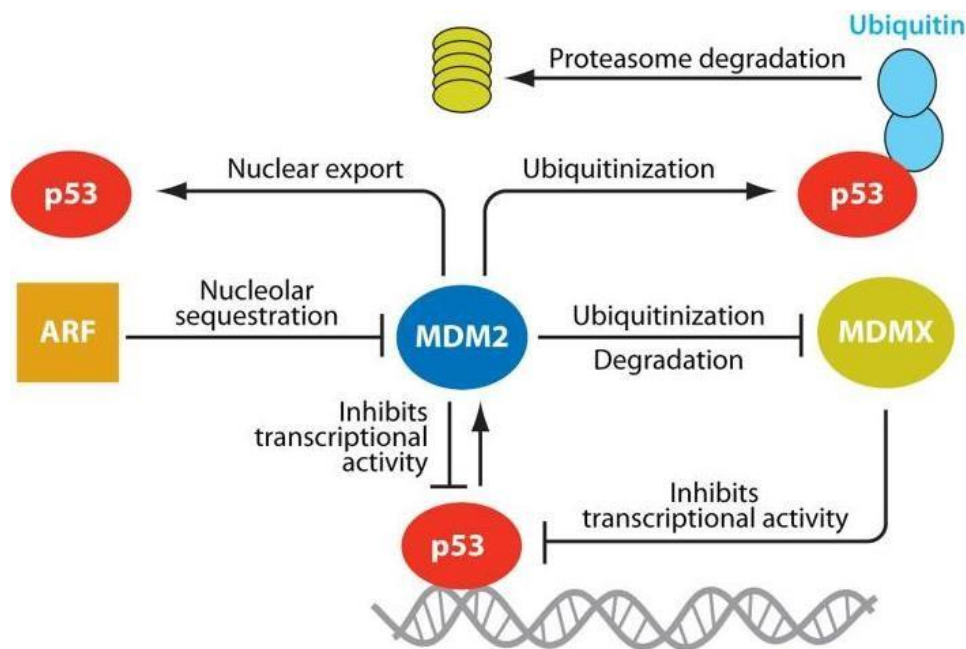 Ubiquitin
Proteasome degradation
p53
Nuclear export
Ubiquitinization
p53
ARF
Nucleolar
sequestration
MDM2
Ubiquitinization
Degradation
MDMX
Inhibits
transcriptional
activity
Inhibits
transcriptional activity
p53